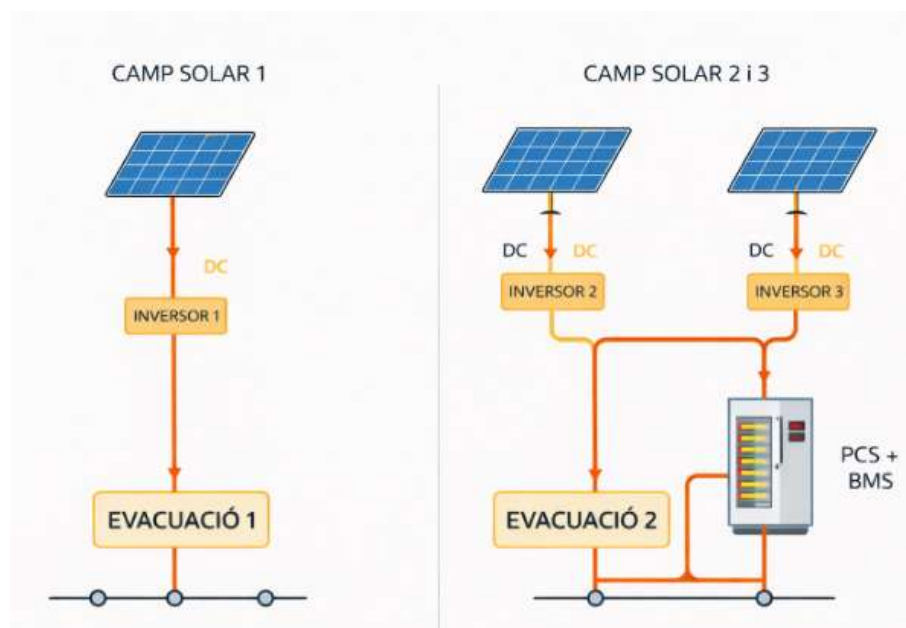 CAMP SOLAR 1
DC
INVERSOR 1
EVACUACIÓ 1
CAMP SOLAR 2 i 3
DC DC
DC DC
INVERSOR 2
INVERSOR 3
PCS +
BMS
EVACUACIÓ 2